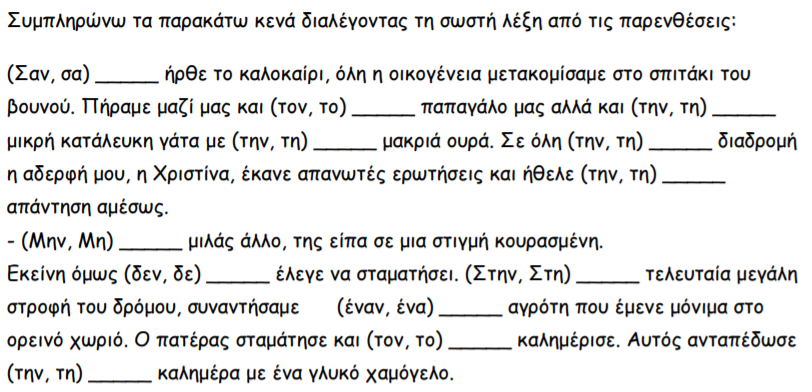 Συμπληρώνω τα παρακάτω κενά διαλέγοντας τη σωστή λέξη από τις παρενθέσεις:
(Σαν, σα) ______ ήρθε το καλοκαίρι, όλη η οικογένεια μετακομίσαμε στο σπιτάκι του
βουνού. Πήραμε μαζί μας και (τον, το) ______ παπαγάλο μας αλλά και (την, τη) ______
μικρή κατάλευκη γάτα με (την, τη) ______ μακριά ουρά. Σε όλη (την, τη) ______ διαδρομή
η αδερφή μου, η Χριστίνα, έκανε απανωτές ερωτήσεις και ήθελε (την, τη) ______
απάντηση αμέσως.
- (Μην, Μη) ______ μιλάς άλλο, της είπα σε μια στιγμή κουρασμένη.
Εκείνη όμως (δεν, δε) ______ έλεγε να σταματήσει. (Στην, Στη) ______ τελευταία μεγάλη
στροφή του δρόμου, συναντήσαμε (έναν, ένα) ______ αγρότη που έμενε μόνιμα στο
ορεινό χωριό. Ο πατέρας σταμάτησε και (τον, το) ______ καλημέρισε. Αυτός ανταπέδωσε
(την, τη) ______ καλημέρα με ένα γλυκό χαμόγελο.